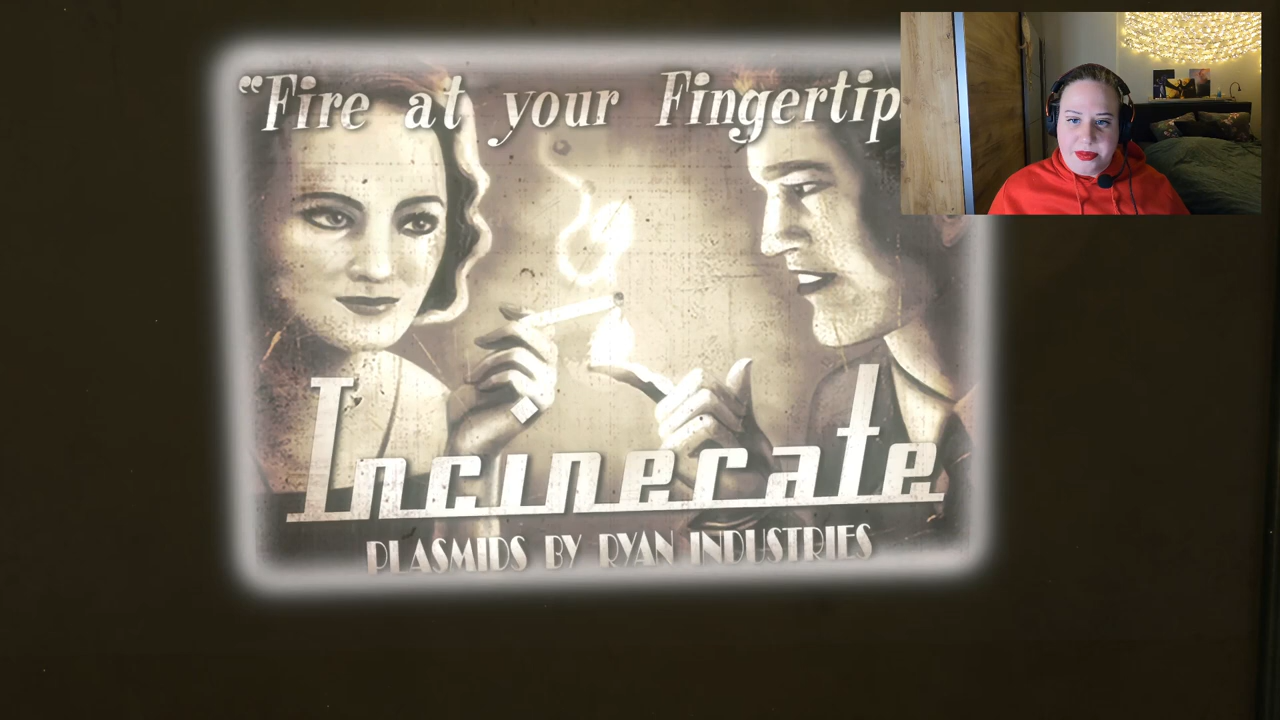 “Fire at your Fingertip
Incinerate
PLASMIDS BY RYAN INDUSTRIES